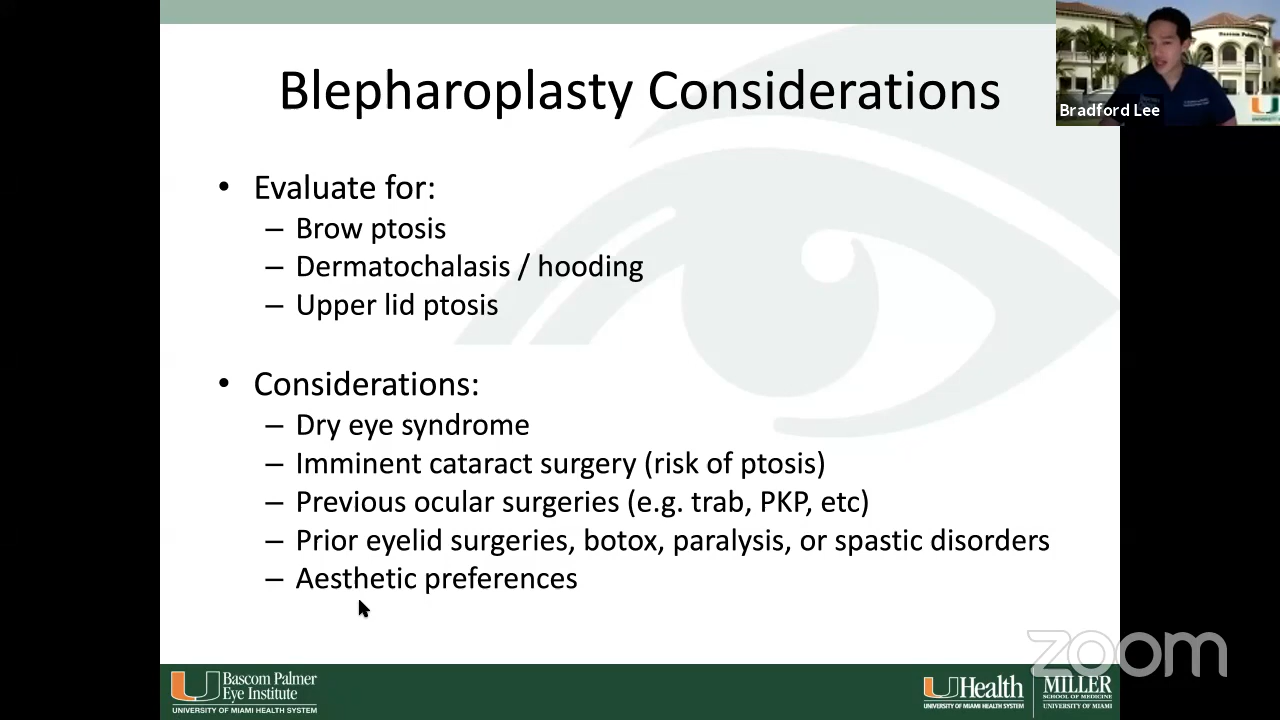 Blepharoplasty Considerations
Bradford Lee
• Evaluate for:
– Brow ptosis
– Dermatochalasis / hooding
– Upper lid ptosis
• Considerations:
– Dry eye syndrome
– Imminent cataract surgery (risk of ptosis)
– Previous ocular surgeries (e.g. trab, PKP, etc)
– Prior eyelid surgeries, botox, paralysis, or spastic disorders
– Aesthetic preferences
zoom
Bascom Palmer
Eye Institute
UNIVERSITY OF MIAMI HEALTH SYSTEM
UHealth
UNIVERSITY OF MIAMI HEALTH SYSTEM
MILLER
SCHOOL OF MEDICINE
UNIVERSITY OF MIAMI